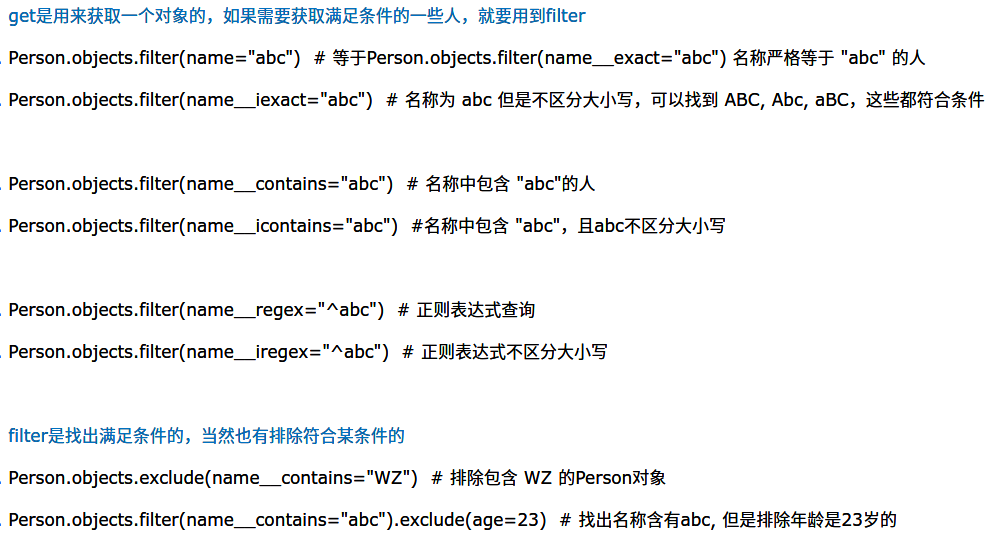 get是用来获取一个对象的，如果需要获取满足条件的一些人，就要用到filter
Person.objects.filter(name="abc")  # 等于Person.objects.filter(name__exact="abc") 名称严格等于 "abc" 的人
Person.objects.filter(name__iexact="abc")  # 名称为 abc 但是不区分大小写，可以找到 ABC, Abc, aBC，这些都符合条件
Person.objects.filter(name__contains="abc")  # 名称中包含 "abc"的人
Person.objects.filter(name__icontains="abc")  #名称中包含 "abc"，且abc不区分大小写
Person.objects.filter(name__regex="^abc")  # 正则表达式查询
Person.objects.filter(name__iregex="^abc")  # 正则表达式不区分大小写
filter是找出满足条件的，当然也有排除符合某条件的
Person.objects.exclude(name__contains="WZ")  # 排除包含 WZ 的Person对象
Person.objects.filter(name__contains="abc").exclude(age=23)  # 找出名称含有abc, 但是排除年龄是23岁的